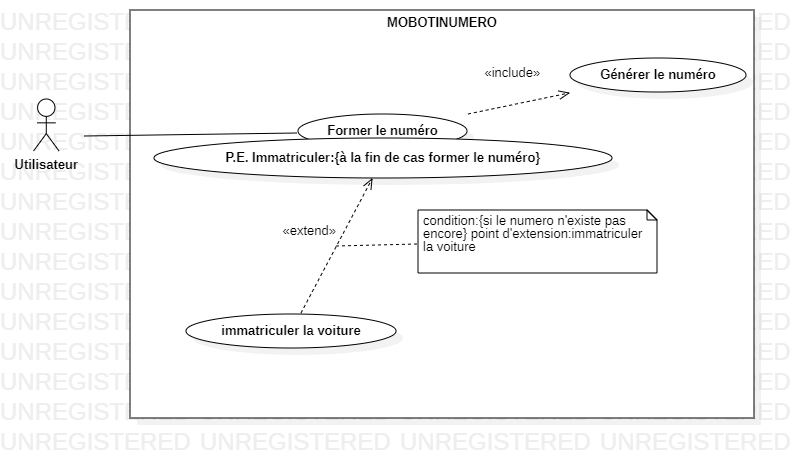 MOBOTINUMERO
«include»
Générer le numéro
Former le numéro
P.E. Immatriculer:{à la fin de cas former le numéro}
Utilisateur
«extend»
condition:{si le numero n'existe pas
encore} point d'extension:immatriculer
la voiture
immatriculer la voiture
UNREGISTERED UNREGISTERED UNREGISTERED UNREGISTERED